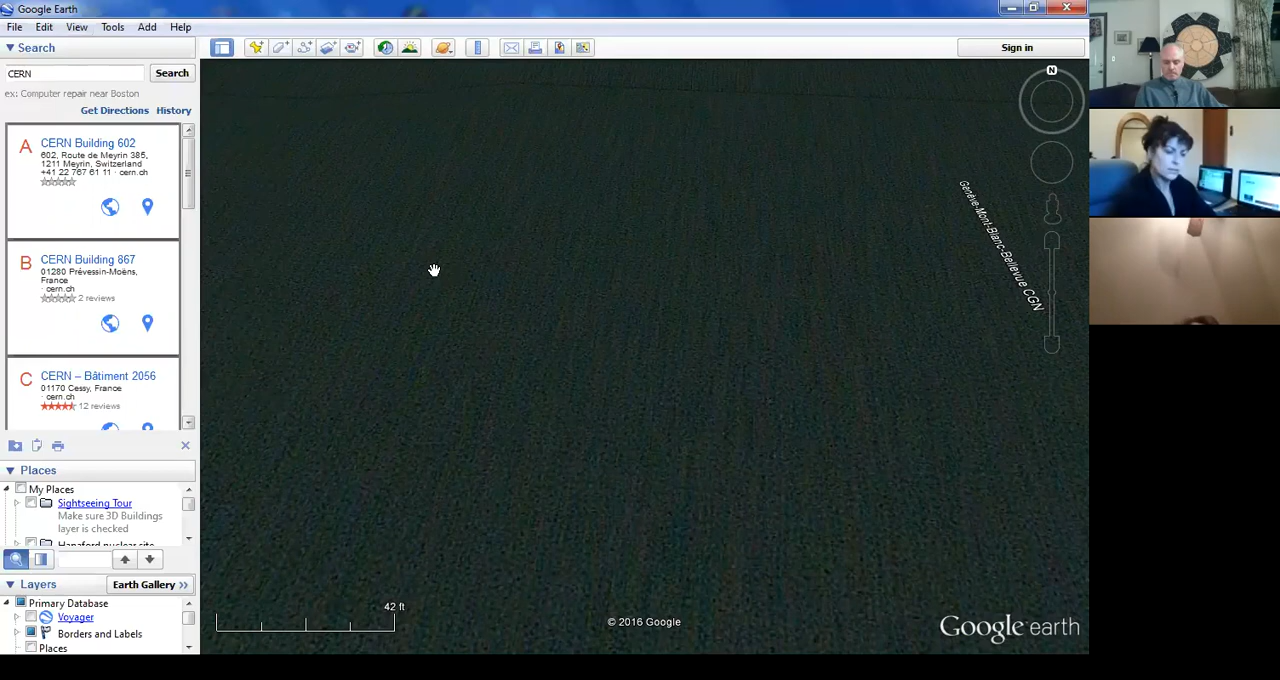 Google Earth
File Edit View Tools Add Help
Search
CERN
Search
Sign in
ex: Computer repair near Boston
Get Directions History
A CERN Building 602
602, Route de Meyrin 385,
1211 Meyrin, Switzerland
+41 22 767 61 11 · cern.ch
B CERN Building 867
01280 Prévessin-Moëns,
France
· cern.ch
2 reviews
C CERN – Bâtiment 2056
01170 Cessy, France
· cern.ch
12 reviews
Places
My Places
Sightseeing Tour
Make sure 3D Buildings
layer is checked
Hanaford nuclear site
Layers
Earth Gallery »
Primary Database
Voyager
Borders and Labels
Places
N
Genève-Mont-Blanc-Bellevue CGN
42 ft
© 2016 Google
Google earth